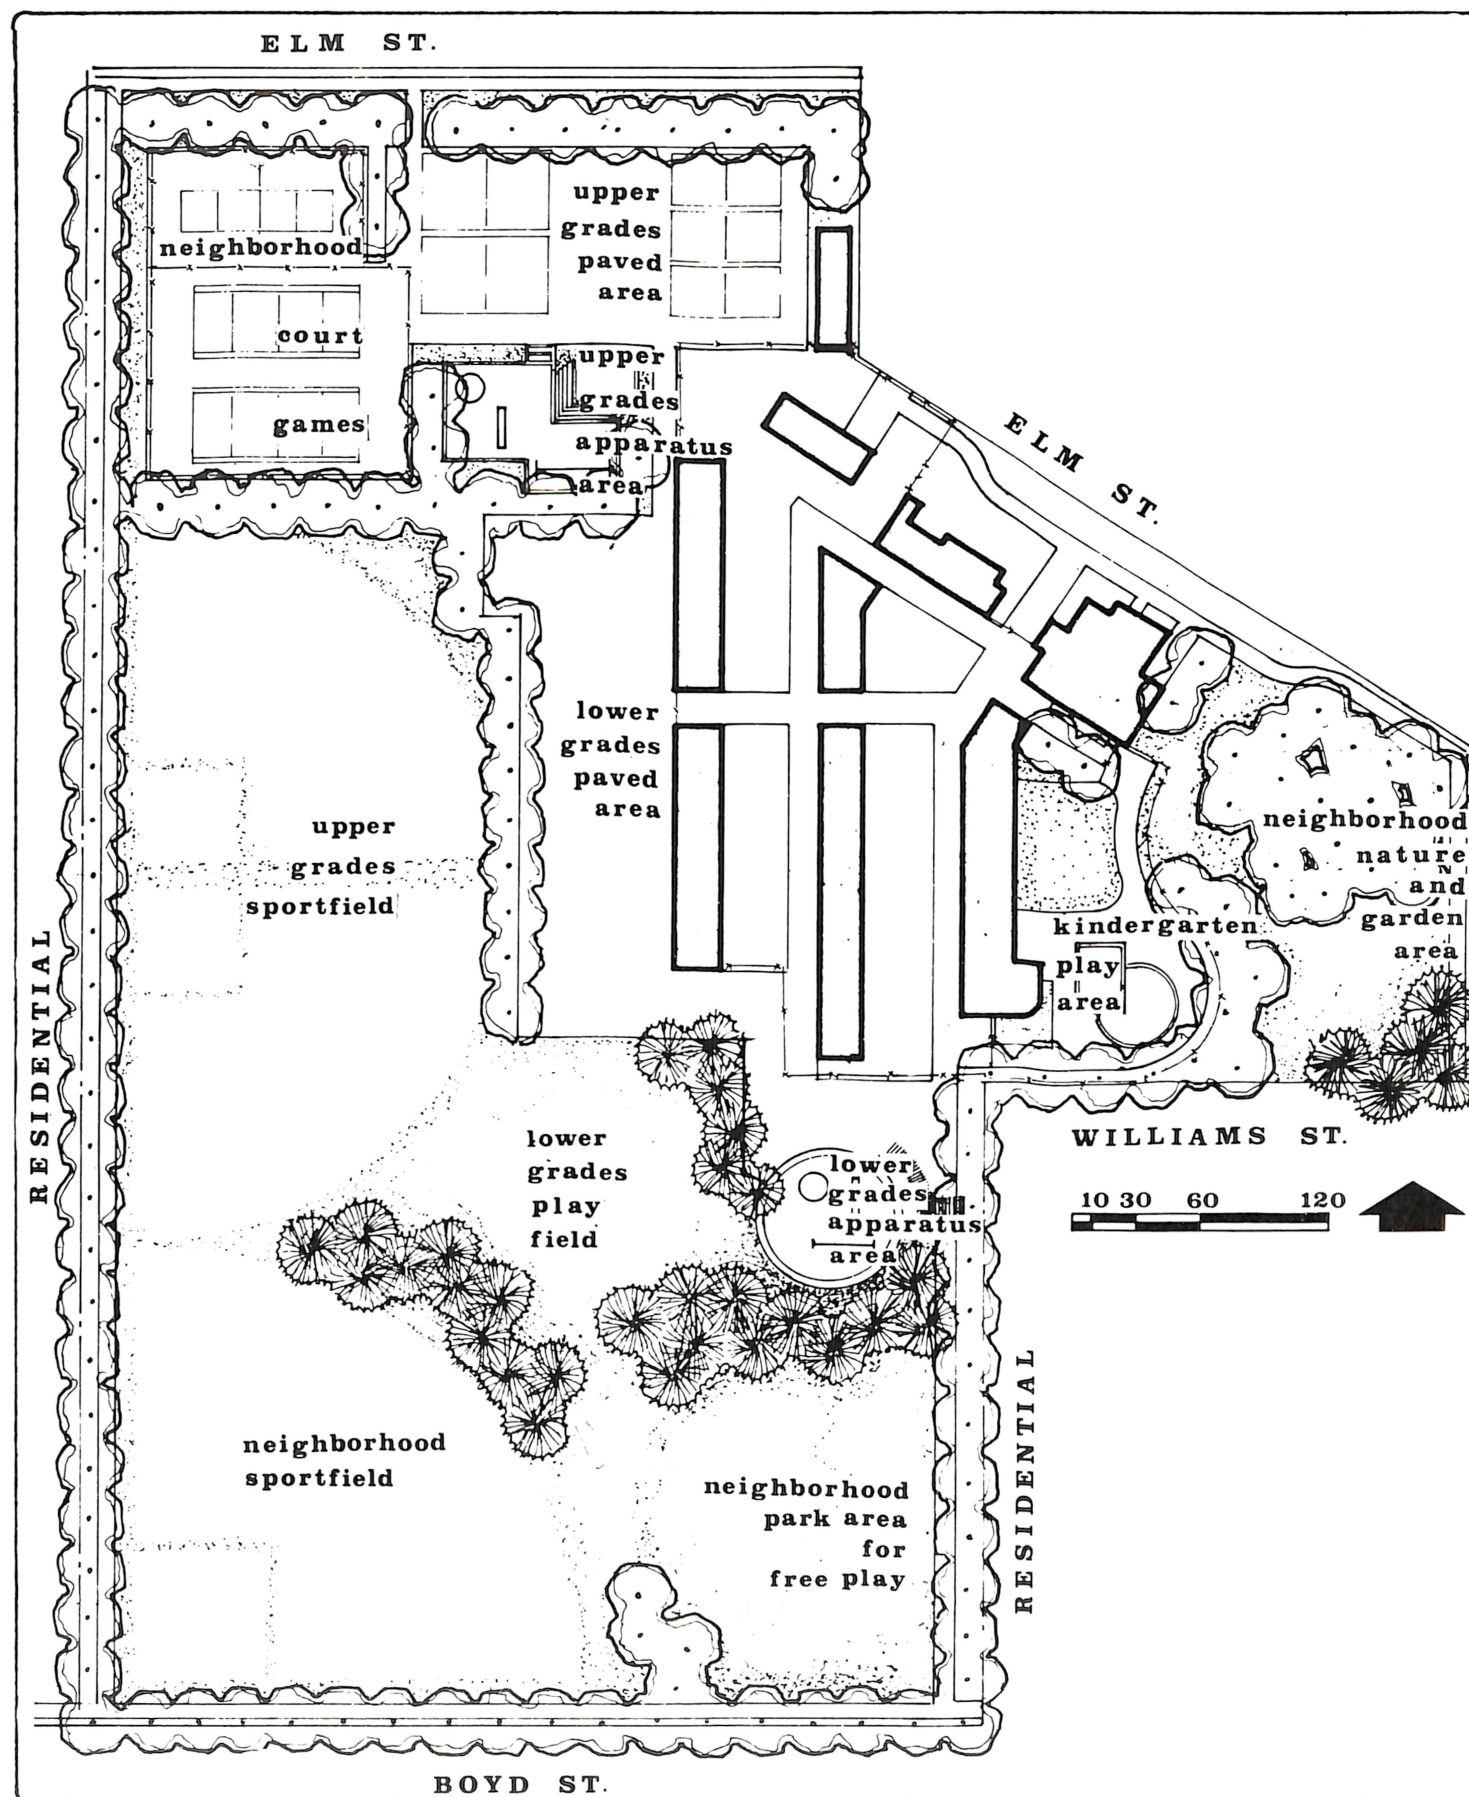 ELM ST.
upper
grades
paved
area
neighborhood
court
games
upper
grades
apparatus
area
ELM ST.
lower
grades
paved
area
upper
grades
sportfield
neighborhood
nature
and
garden
area
kindergarten
play
area
RESIDENTIAL
WILLIAMS ST.
10 30 60 120
lower
grades
play
field
lower
grades
apparatus
area
RESIDENTIAL
neighborhood
sportfield
neighborhood
park area
for
free play
BOYD ST.